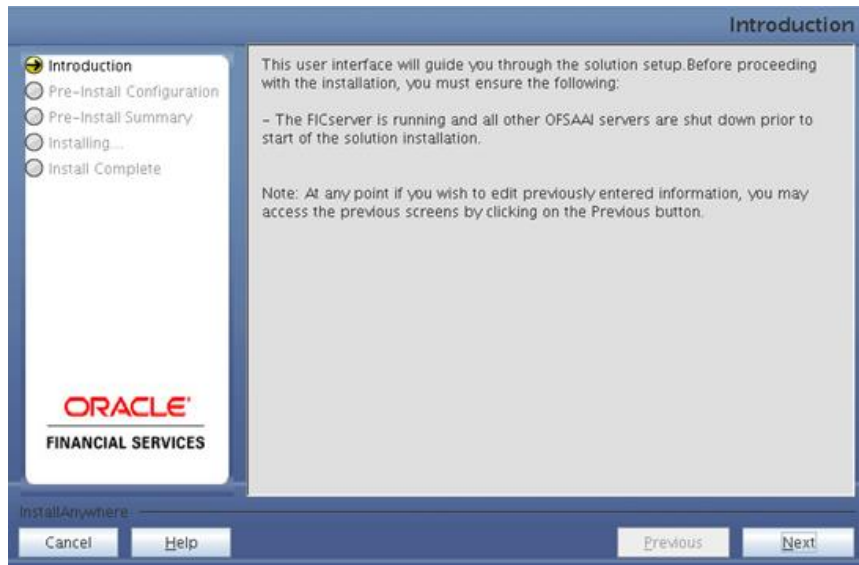 Introduction
Introduction
Pre-Install Configuration
Pre-Install Summary
Installing...
Install Complete
This user interface will guide you through the solution setup.Before proceeding
with the installation, you must ensure the following:
- The FICserver is running and all other OFSAAI servers are shut down prior to
start of the solution installation.
Note: At any point if you wish to edit previously entered information, you may
access the previous screens by clicking on the Previous button.
ORACLE'
FINANCIAL SERVICES
InstallAnywhere
Cancel
Help
Previous
Next